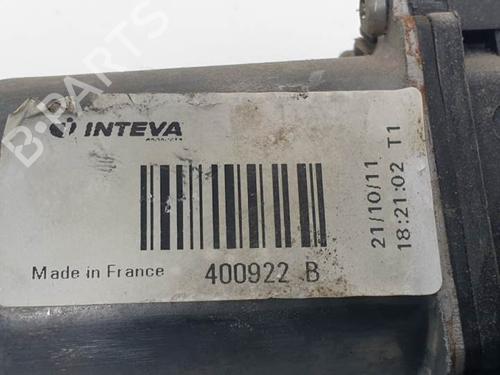 INTEVA
Made in France
400922 B
21/10/11
18:21:02 T1
B-PARTS